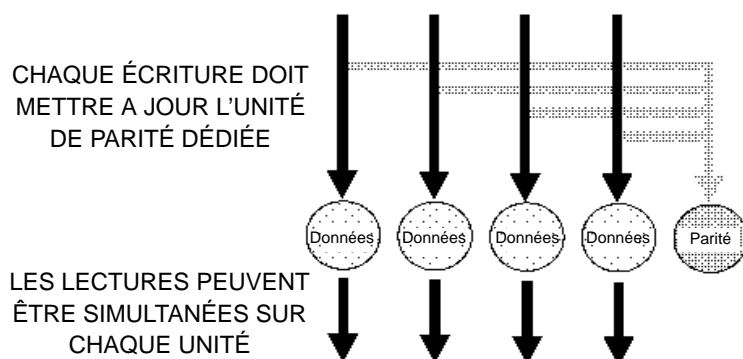 CHAQUE ÉCRITURE DOIT
METTRE A JOUR L'UNITÉ
DE PARITÉ DÉDIÉE
Données Données Données Données Parité
LES LECTURES PEUVENT
ÊTRE SIMULTANÉES SUR
CHAQUE UNITÉ